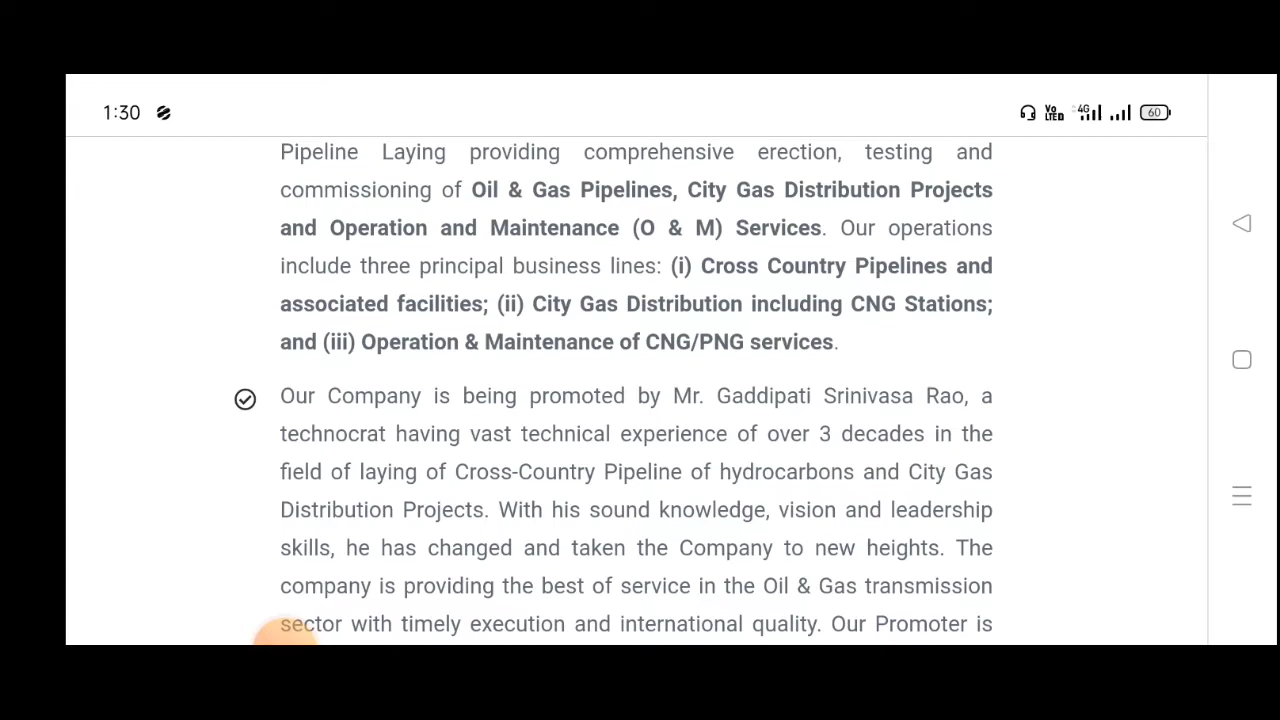 1:30
Vo LTE 4G 60
Pipeline Laying providing comprehensive erection, testing and
commissioning of Oil & Gas Pipelines, City Gas Distribution Projects
and Operation and Maintenance (O & M) Services. Our operations
include three principal business lines: (i) Cross Country Pipelines and
associated facilities; (ii) City Gas Distribution including CNG Stations;
and (iii) Operation & Maintenance of CNG/PNG services.
Our Company is being promoted by Mr. Gaddipati Srinivasa Rao, a
technocrat having vast technical experience of over 3 decades in the
field of laying of Cross-Country Pipeline of hydrocarbons and City Gas
Distribution Projects. With his sound knowledge, vision and leadership
skills, he has changed and taken the Company to new heights. The
company is providing the best of service in the Oil & Gas transmission
sector with timely execution and international quality. Our Promoter is